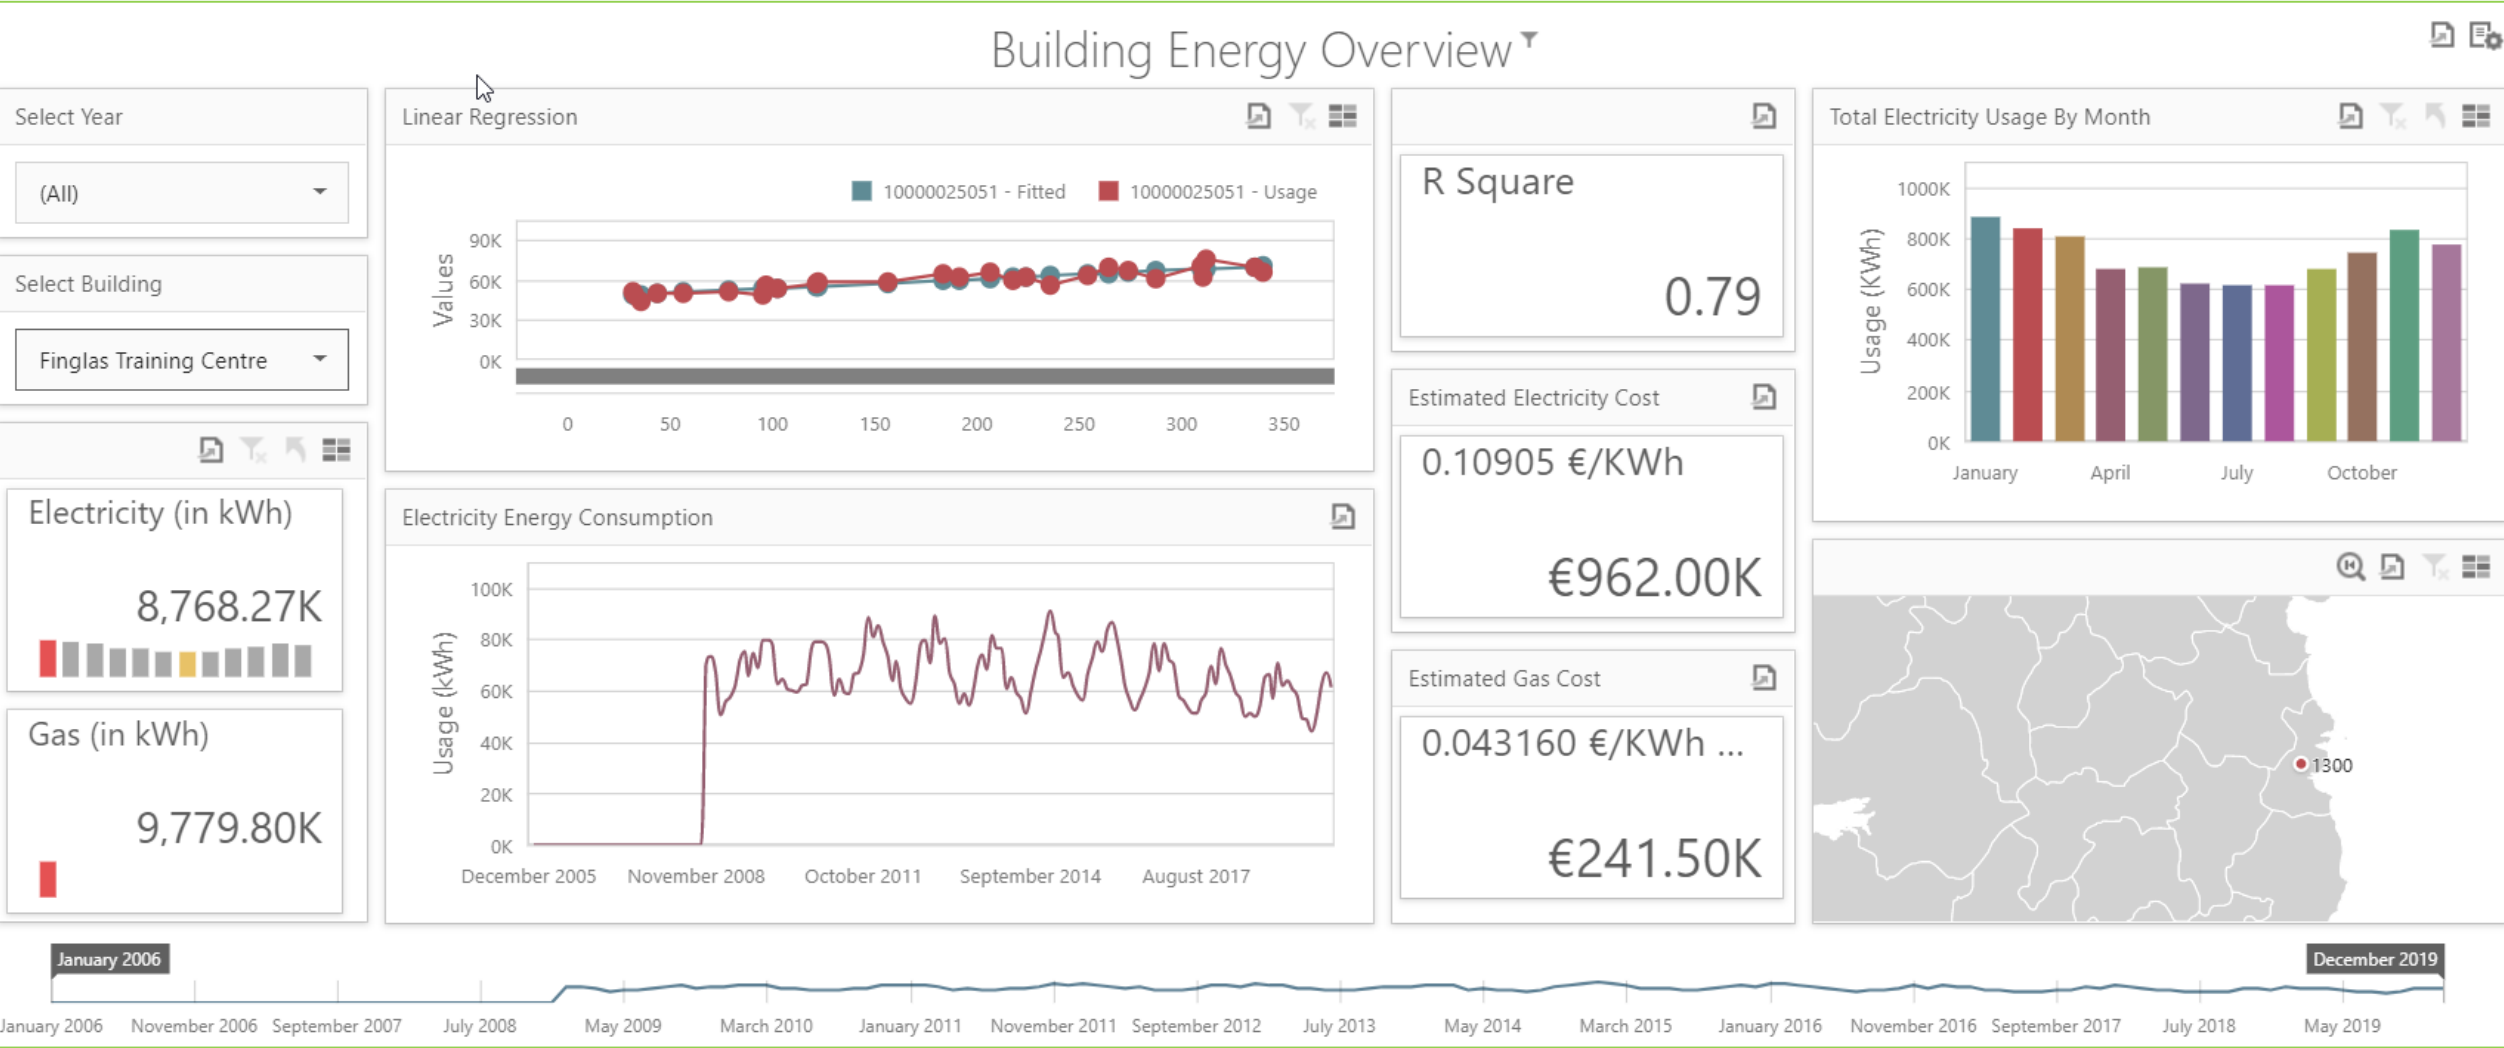 Building Energy Overview
Select Year
(All)
Select Building
Finglas Training Centre
Electricity (in kWh)
8,768.27K
Gas (in kWh)
9,779.80K
Linear Regression
10000025051 - Fitted
10000025051 - Usage
Values
90K
60K
30K
0K
0
50
100
150
200
250
300
350
Electricity Energy Consumption
Usage (kWh)
100K
80K
60K
40K
20K
0K
December 2005
November 2008
October 2011
September 2014
August 2017
R Square
0.79
Estimated Electricity Cost
0.10905 €/KWh
€962.00K
Estimated Gas Cost
0.043160 €/KWh ...
€241.50K
Total Electricity Usage By Month
Usage (KWh)
1000K
800K
600K
400K
200K
0K
January
April
July
October
1300
January 2006
December 2019
January 2006
November 2006
September 2007
July 2008
May 2009
March 2010
January 2011
November 2011
September 2012
July 2013
May 2014
March 2015
January 2016
November 2016
September 2017
July 2018
May 2019